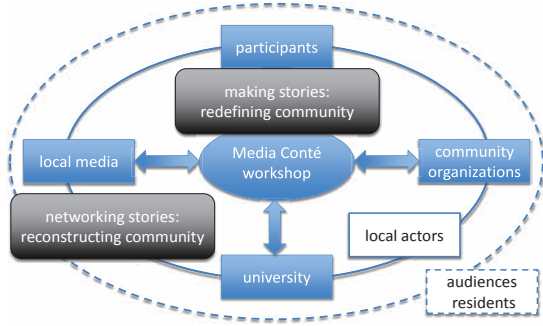 participants
making stories:
redefining community
local media
Media Conté
workshop
community
organizations
networking stories:
reconstructing community
local actors
university
audiences
residents